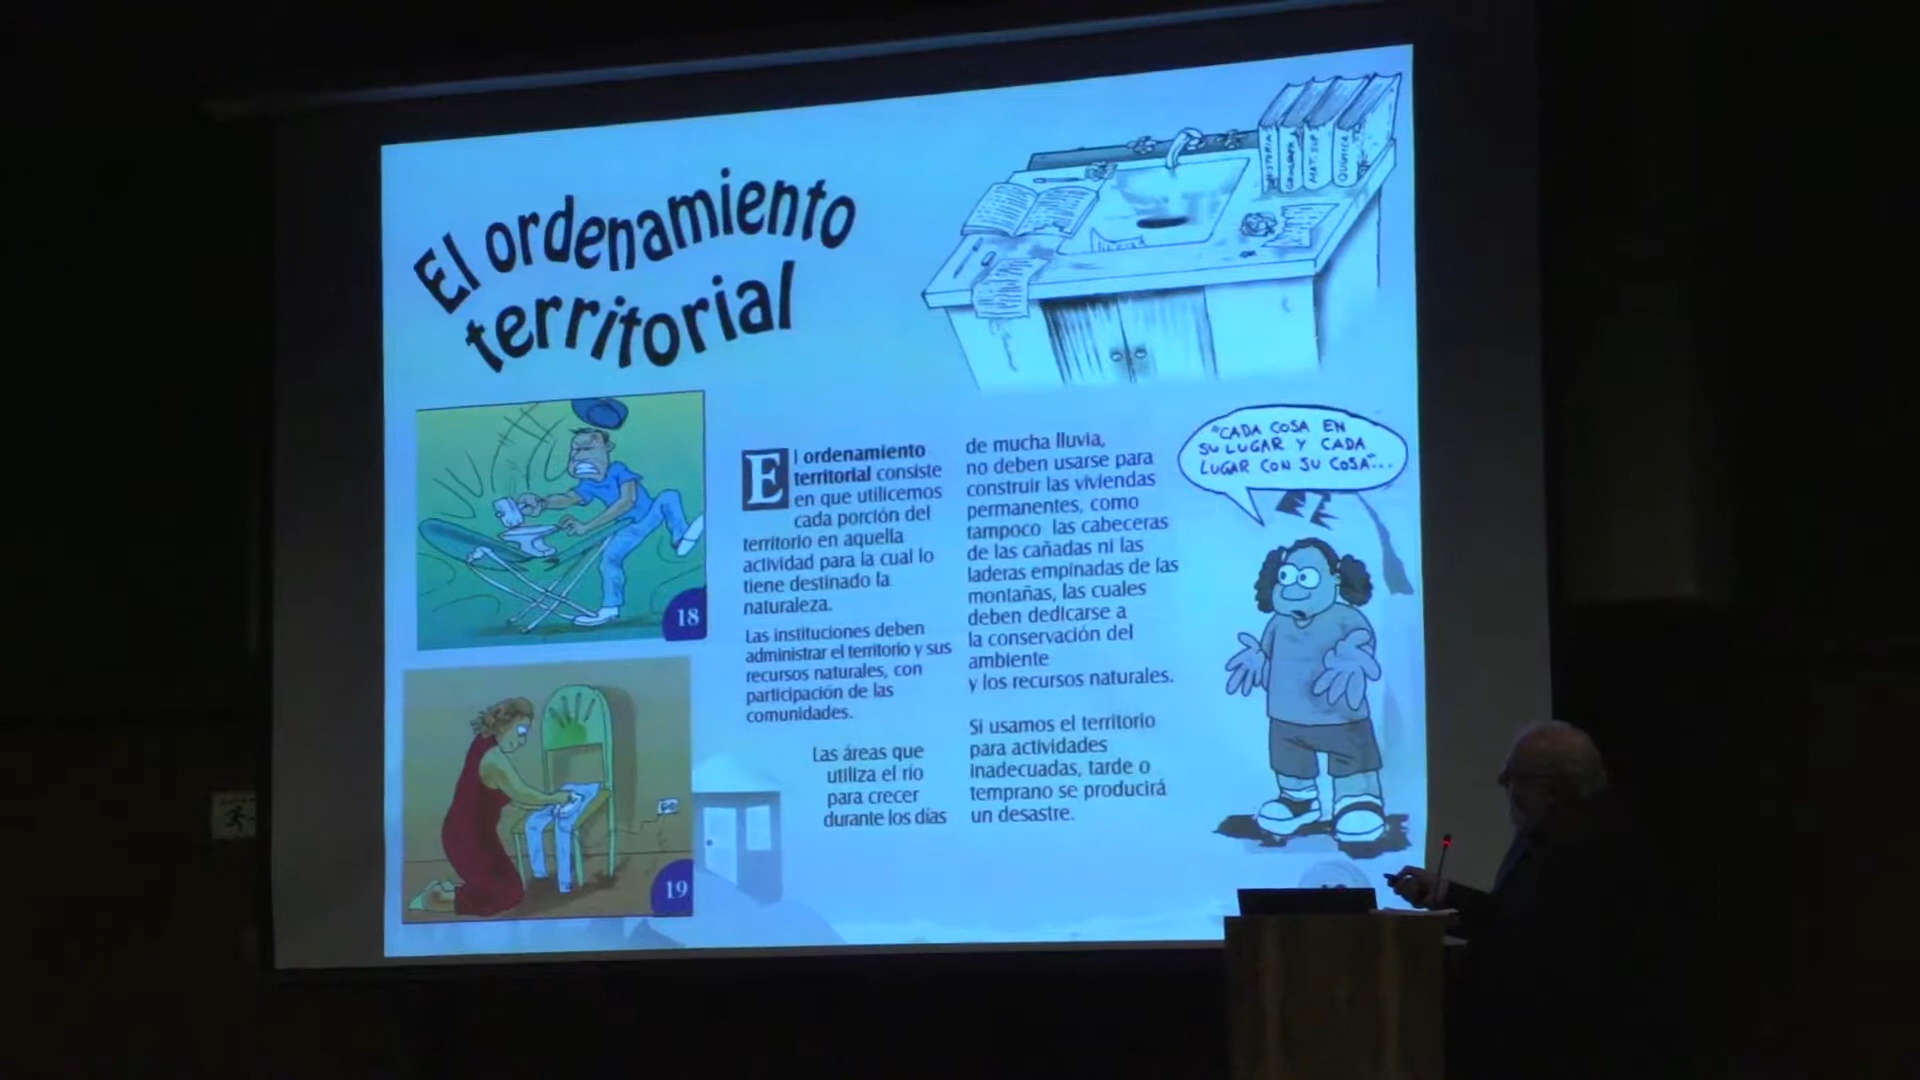 El ordenamiento
territorial
HISTORIA
MAT. SUP
QUIMICA
18
19
El ordenamiento
territorial consiste
en que utilicemos
cada porción del
territorio en aquella
actividad para la cual lo
tiene destinado la
naturaleza.
Las instituciones deben
administrar el territorio y sus
recursos naturales, con
participación de las
comunidades.
Las áreas que
utiliza el río
para crecer
durante los días
de mucha lluvia,
no deben usarse para
construir las viviendas
permanentes, como
tampoco las cabeceras
de las cañadas ni las
laderas empinadas de las
montañas, las cuales
deben dedicarse a
la conservación del
ambiente
y los recursos naturales.
Si usamos el territorio
para actividades
inadecuadas, tarde o
temprano se producirá
un desastre.
"CADA COSA EN
SU LUGAR Y CADA
LUGAR CON SU COSA"...